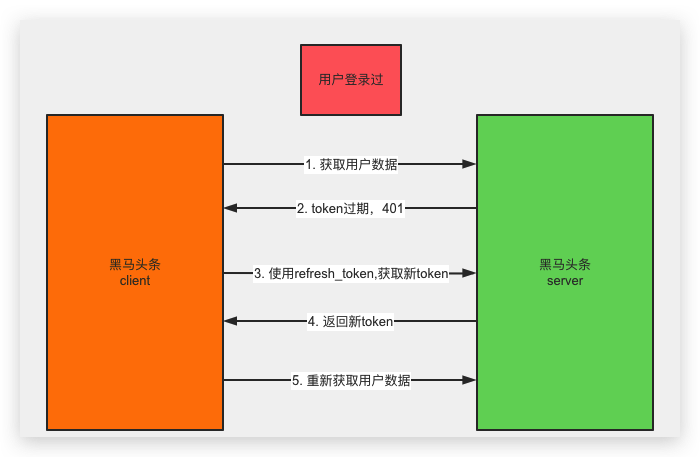 用户登录过
1. 获取用户数据
2. token过期，401
黑马头条
client
3. 使用refresh_token,获取新token
黑马头条
server
4. 返回新token
5. 重新获取用户数据